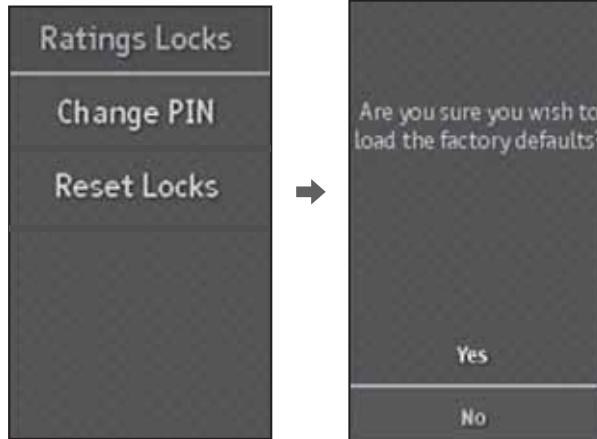 Ratings Locks
Change PIN
Reset Locks
Are you sure you wish to
load the factory defaults?
Yes
No